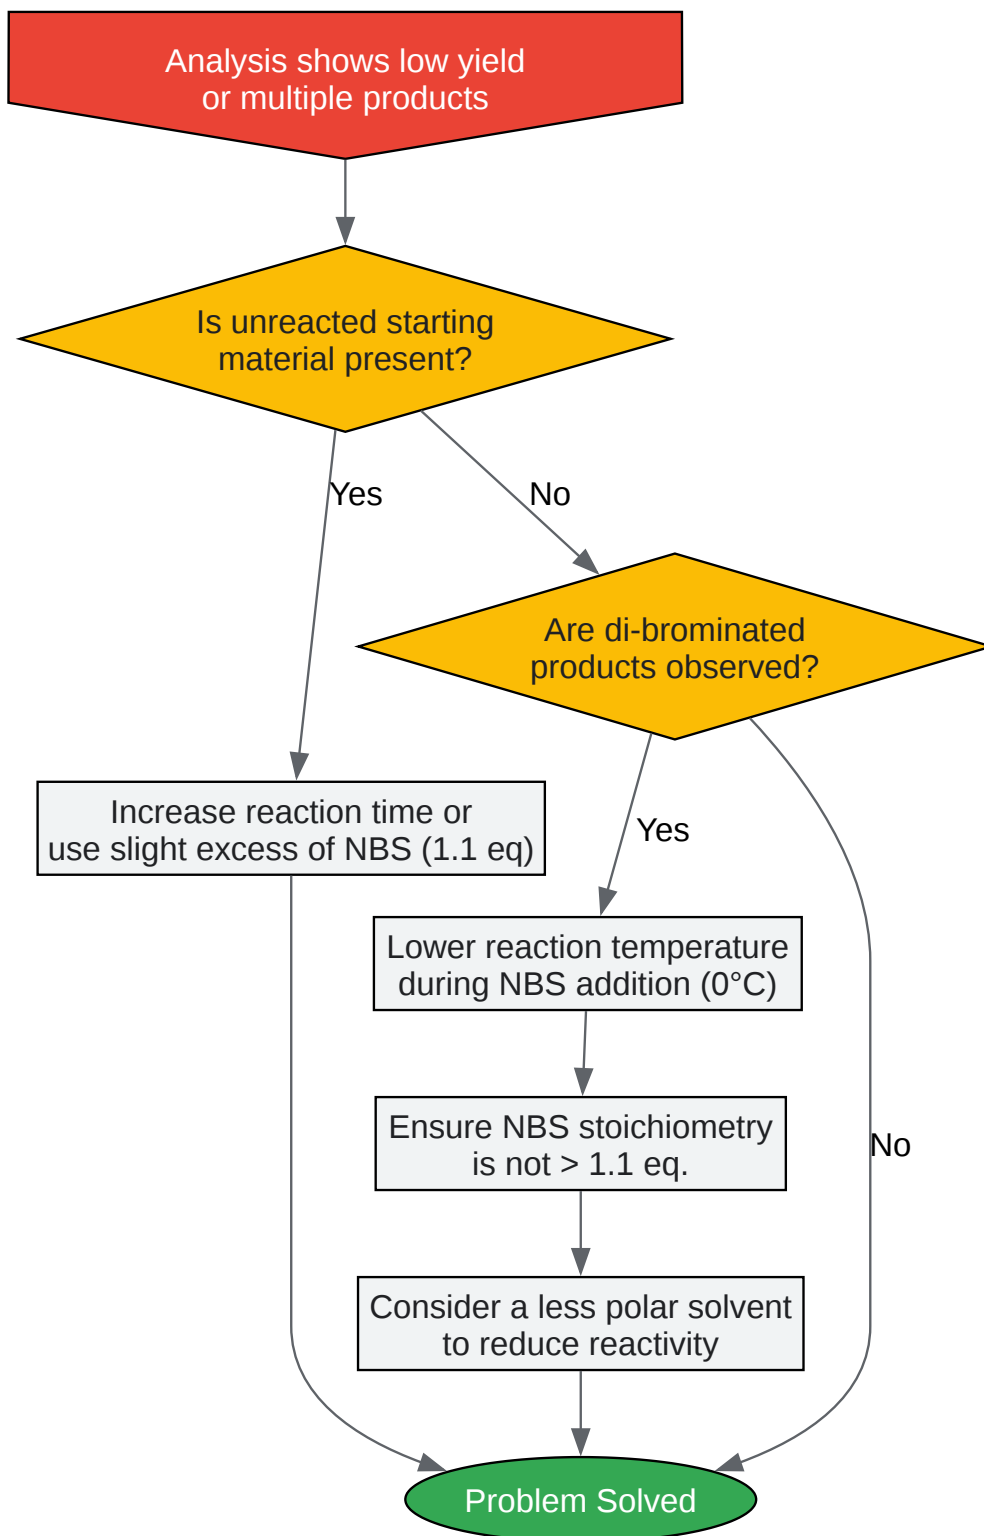 Analysis shows low yield
or multiple products
Is unreacted starting
material present?
Yes
No
Are di-brominated
products observed?
Increase reaction time or
use slight excess of NBS (1.1 eq)
Yes
Lower reaction temperature
during NBS addition (0°C)
Ensure NBS stoichiometry
is not > 1.1 eq.
No
Consider a less polar solvent
to reduce reactivity
Problem Solved